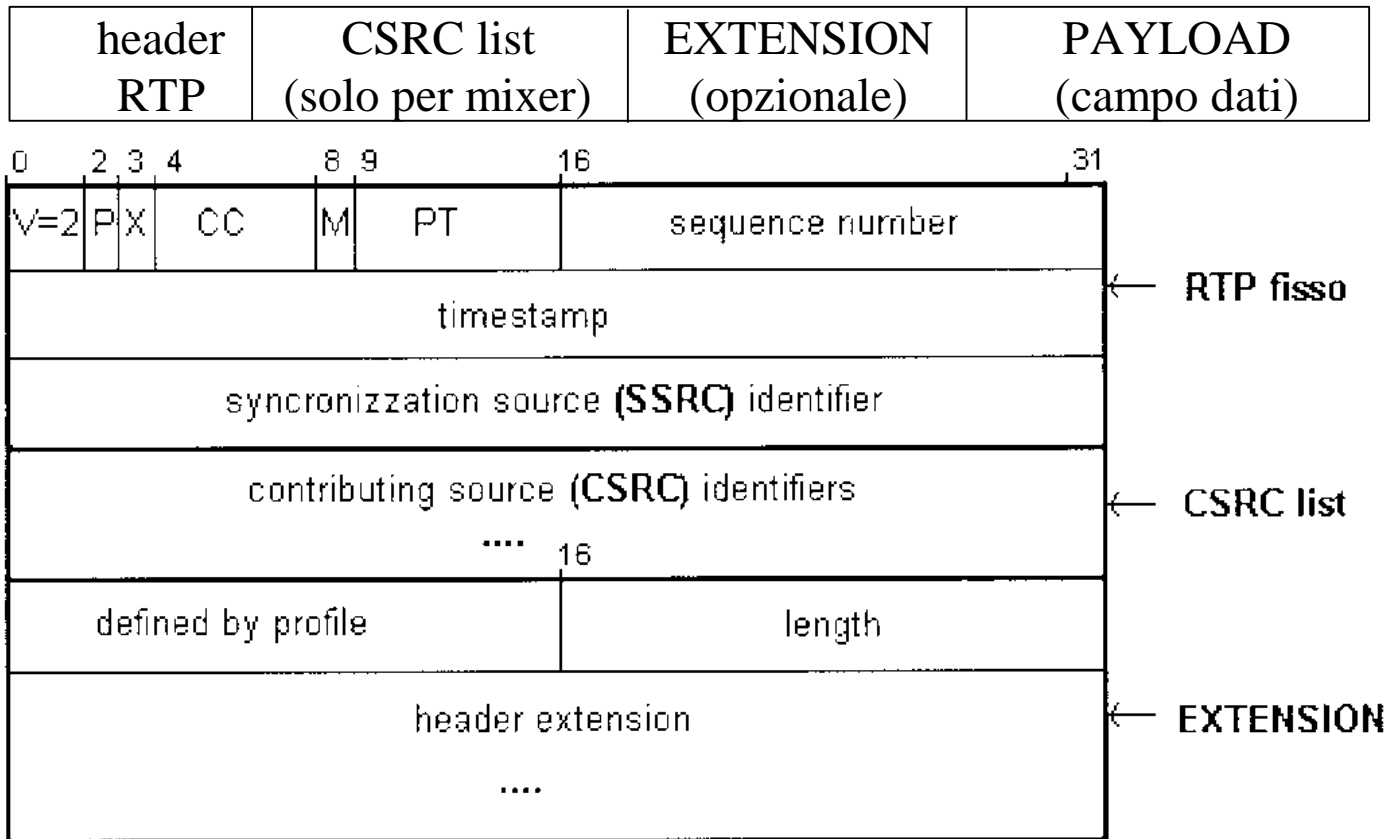 header CSRC list EXTENSION PAYLOAD
RTP (solo per mixer) (opzionale) (campo dati)
0 2 3 4 8 9 16 31
V=2 P X CC M PT sequence number
RTP fisso
timestamp
syncronizzation source (SSRC) identifier
contributing source (CSRC) identifiers
CSRC list
....
16
defined by profile length
header extension
EXTENSION
....